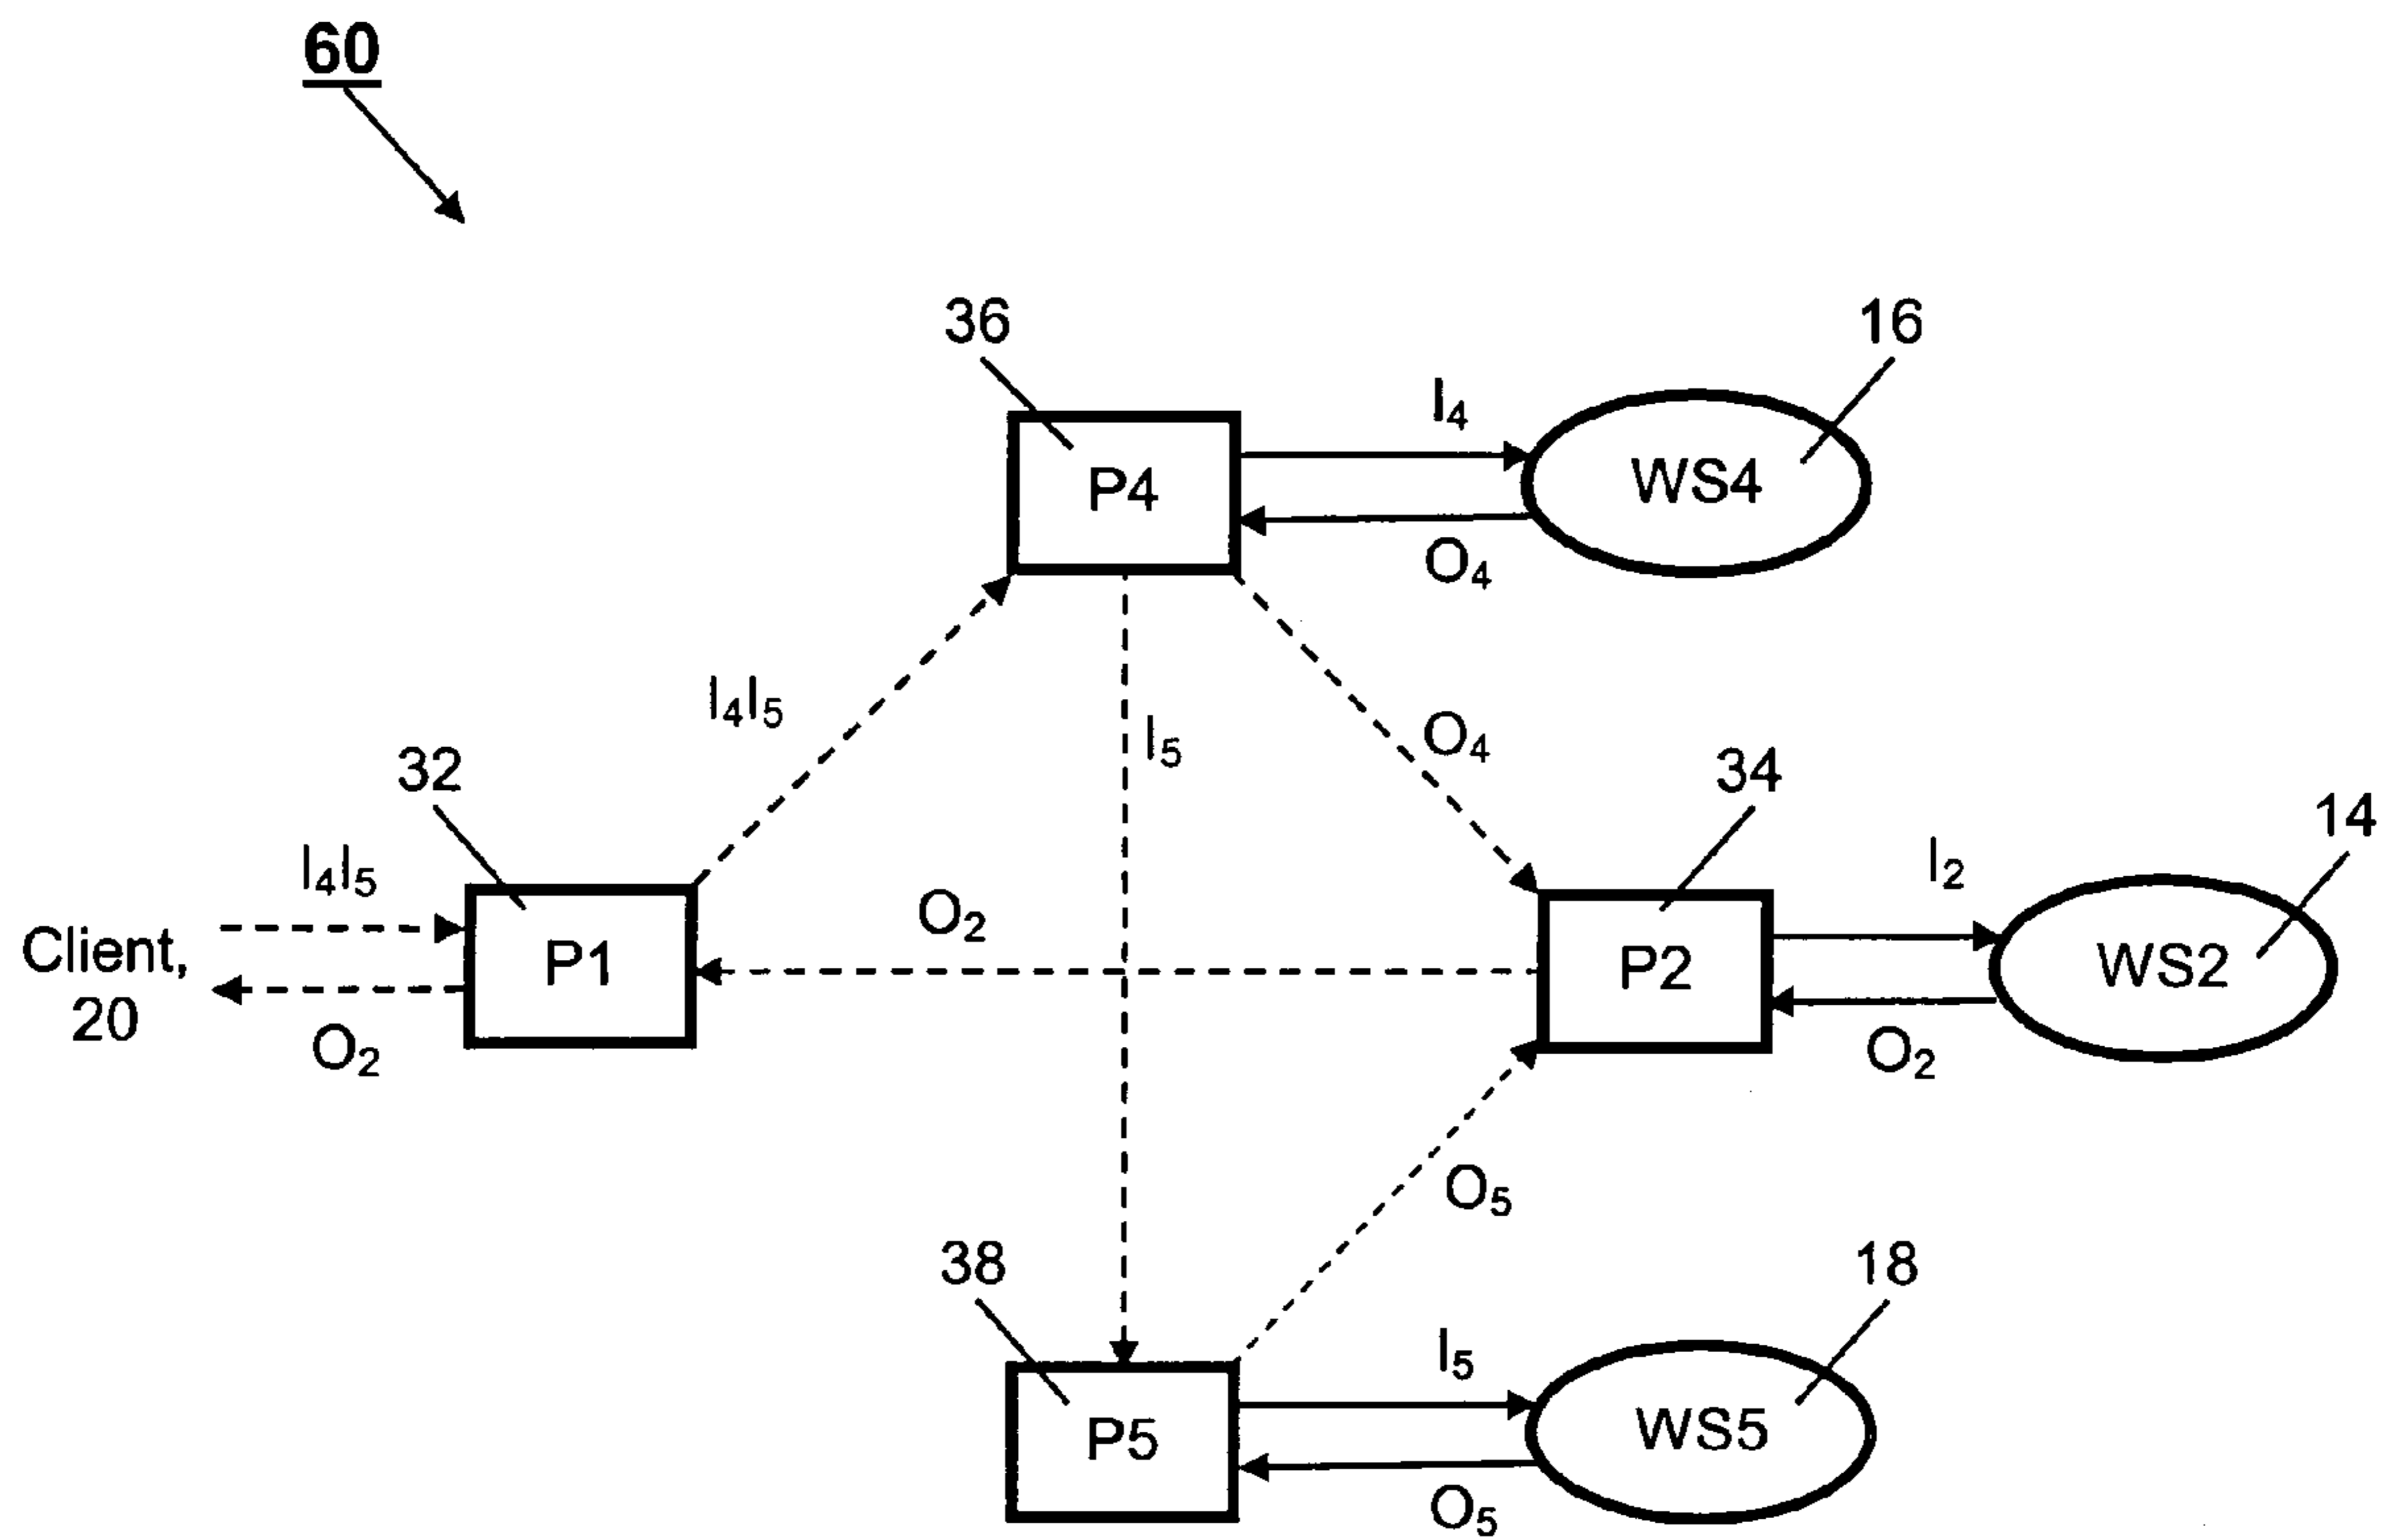 60
36
16
I₄
P4
WS4
O₄
I₄I₅
I₅
O₄
32
34
14
I₄I₅
O₂
I₂
Client,
20
P1
P2
WS2
O₂
O₂
O₅
38
18
I₅
P5
WS5
O₅